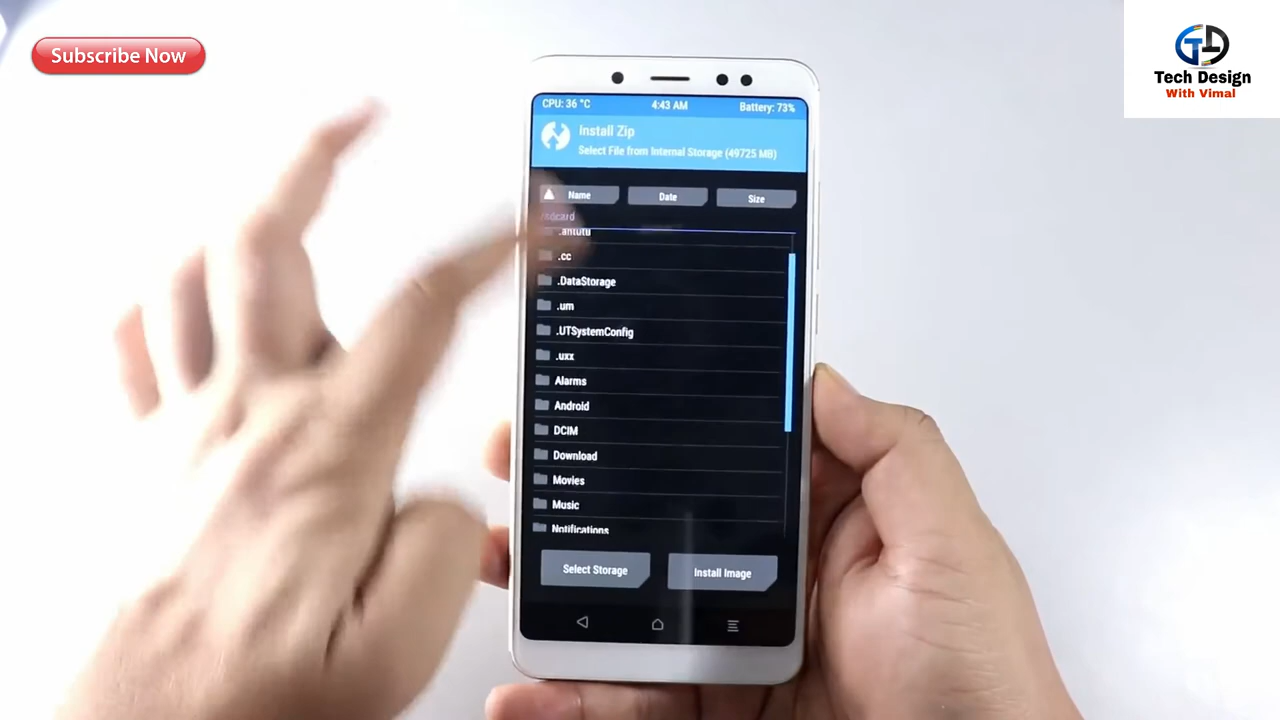 Subscribe Now
Tech Design
With Vimal
CPU: 36 °C 4:43 AM Battery: 73%
Install Zip
Select File from Internal Storage (49725 MB)
Name Date Size
.antutu
.cc
.DataStorage
.um
.UTSystemConfig
.uxx
Alarms
Android
DCIM
Download
Movies
Music
Notifications
Select Storage Install Image